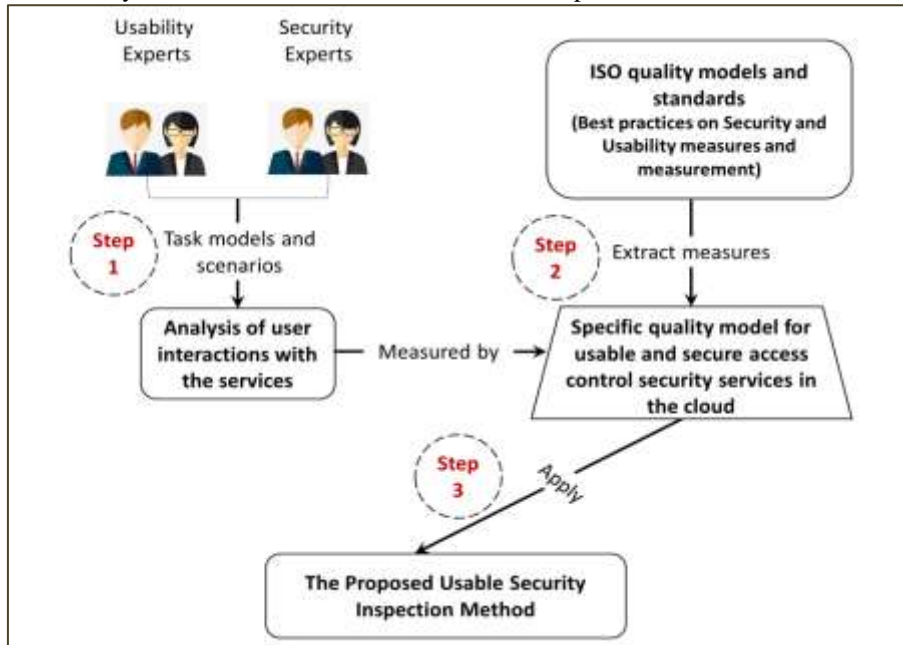 Usability
Experts
Security
Experts
ISO quality models and
standards
(Best practices on Security and
Usability measures and
measurement)
Step
1
Task models and
scenarios
Step
2
Extract measures
Analysis of user
interactions with
the services
Measured by
Specific quality model for
usable and secure access
control security services in
the cloud
Step
3
Apply
The Proposed Usable Security
Inspection Method